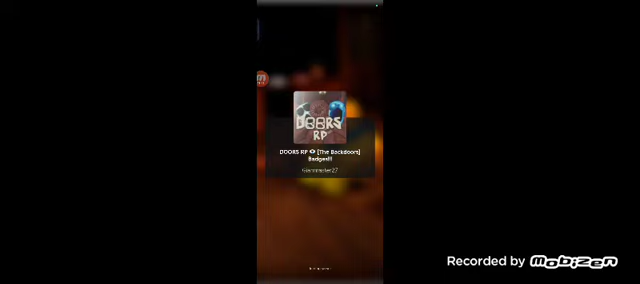 DOORS
RP
DOORS RP 👁 [The Backdoors]
Badges!!!
Recorded by Mobizen